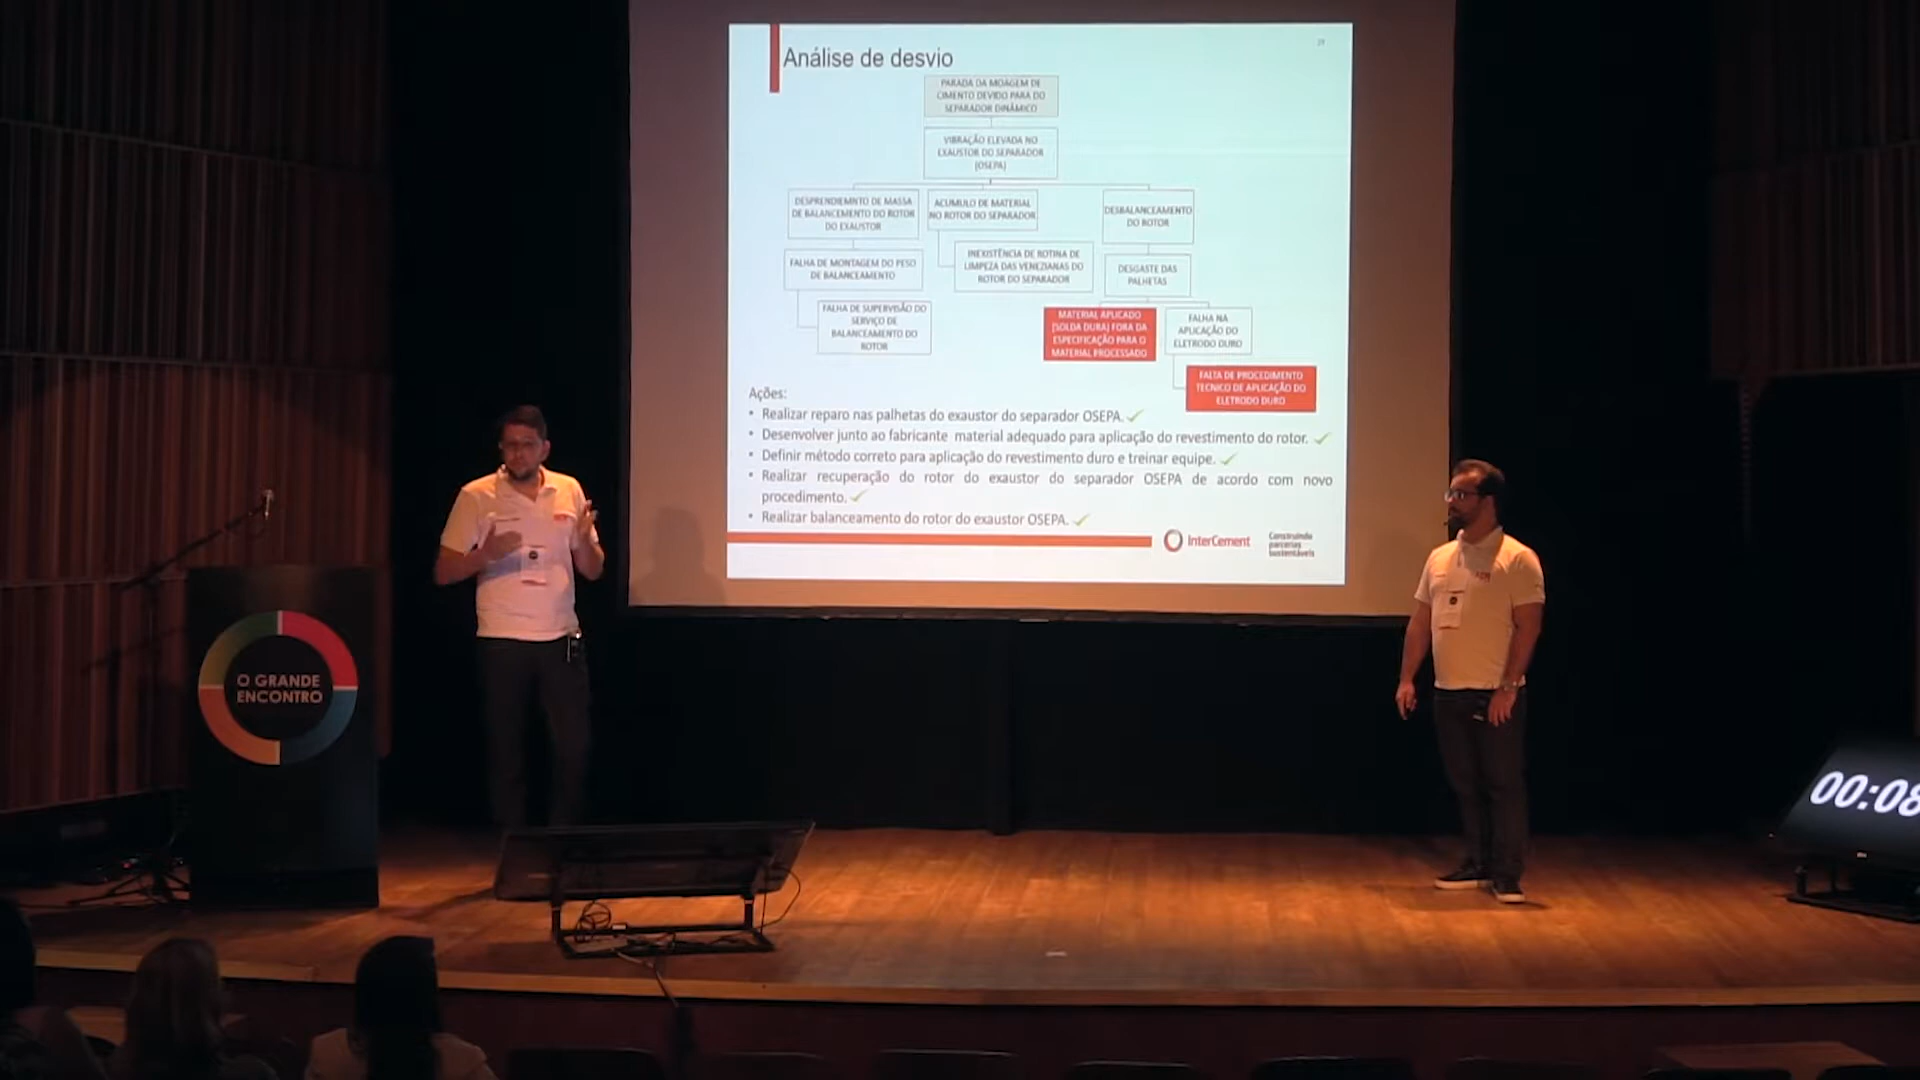 Análise de desvio
PARADA DA MOAGEM DE
CIMENTO DEVIDO PARA DO
SEPARADOR DINÂMICO
VIBRAÇÃO ELEVADA NO
EXAUSTOR DO SEPARADOR
(OSEPA)
DESPRENDIEMNTO DE MASSA
DE BALANCEMENTO DO ROTOR
DO EXAUSTOR
ACUMULO DE MATERIAL
NO ROTOR DO SEPARADOR
DESBALANCEAMENTO
DO ROTOR
FALHA DE MONTAGEM DO PESO
DE BALANCEAMENTO
INEXISTÊNCIA DE ROTINA DE
LIMPEZA DAS VENEZIANAS DO
ROTOR DO SEPARADOR
DESGASTE DAS
PALHETAS
FALHA DE SUPERVISÃO DO
SERVIÇO DE
BALANCEAMENTO DO
ROTOR
MATERIAL APLICADO
(SOLDA DURA) FORA DA
ESPECIFICAÇÃO PARA O
MATERIAL PROCESSADO
FALHA NA
APLICAÇÃO DO
ELETRODO DURO
FALTA DE PROCEDIMENTO
TECNICO DE APLICAÇÃO DO
ELETRODO DURO
Ações:
• Realizar reparo nas palhetas do exaustor do separador OSEPA.
• Desenvolver junto ao fabricante material adequado para aplicação do revestimento do rotor.
• Definir método correto para aplicação do revestimento duro e treinar equipe.
• Realizar recuperação do rotor do exaustor do separador OSEPA de acordo com novo
procedimento.
• Realizar balanceamento do rotor do exaustor OSEPA.
InterCement
Construindo
parcerias
sustentáveis
O GRANDE
ENCONTRO
00:08